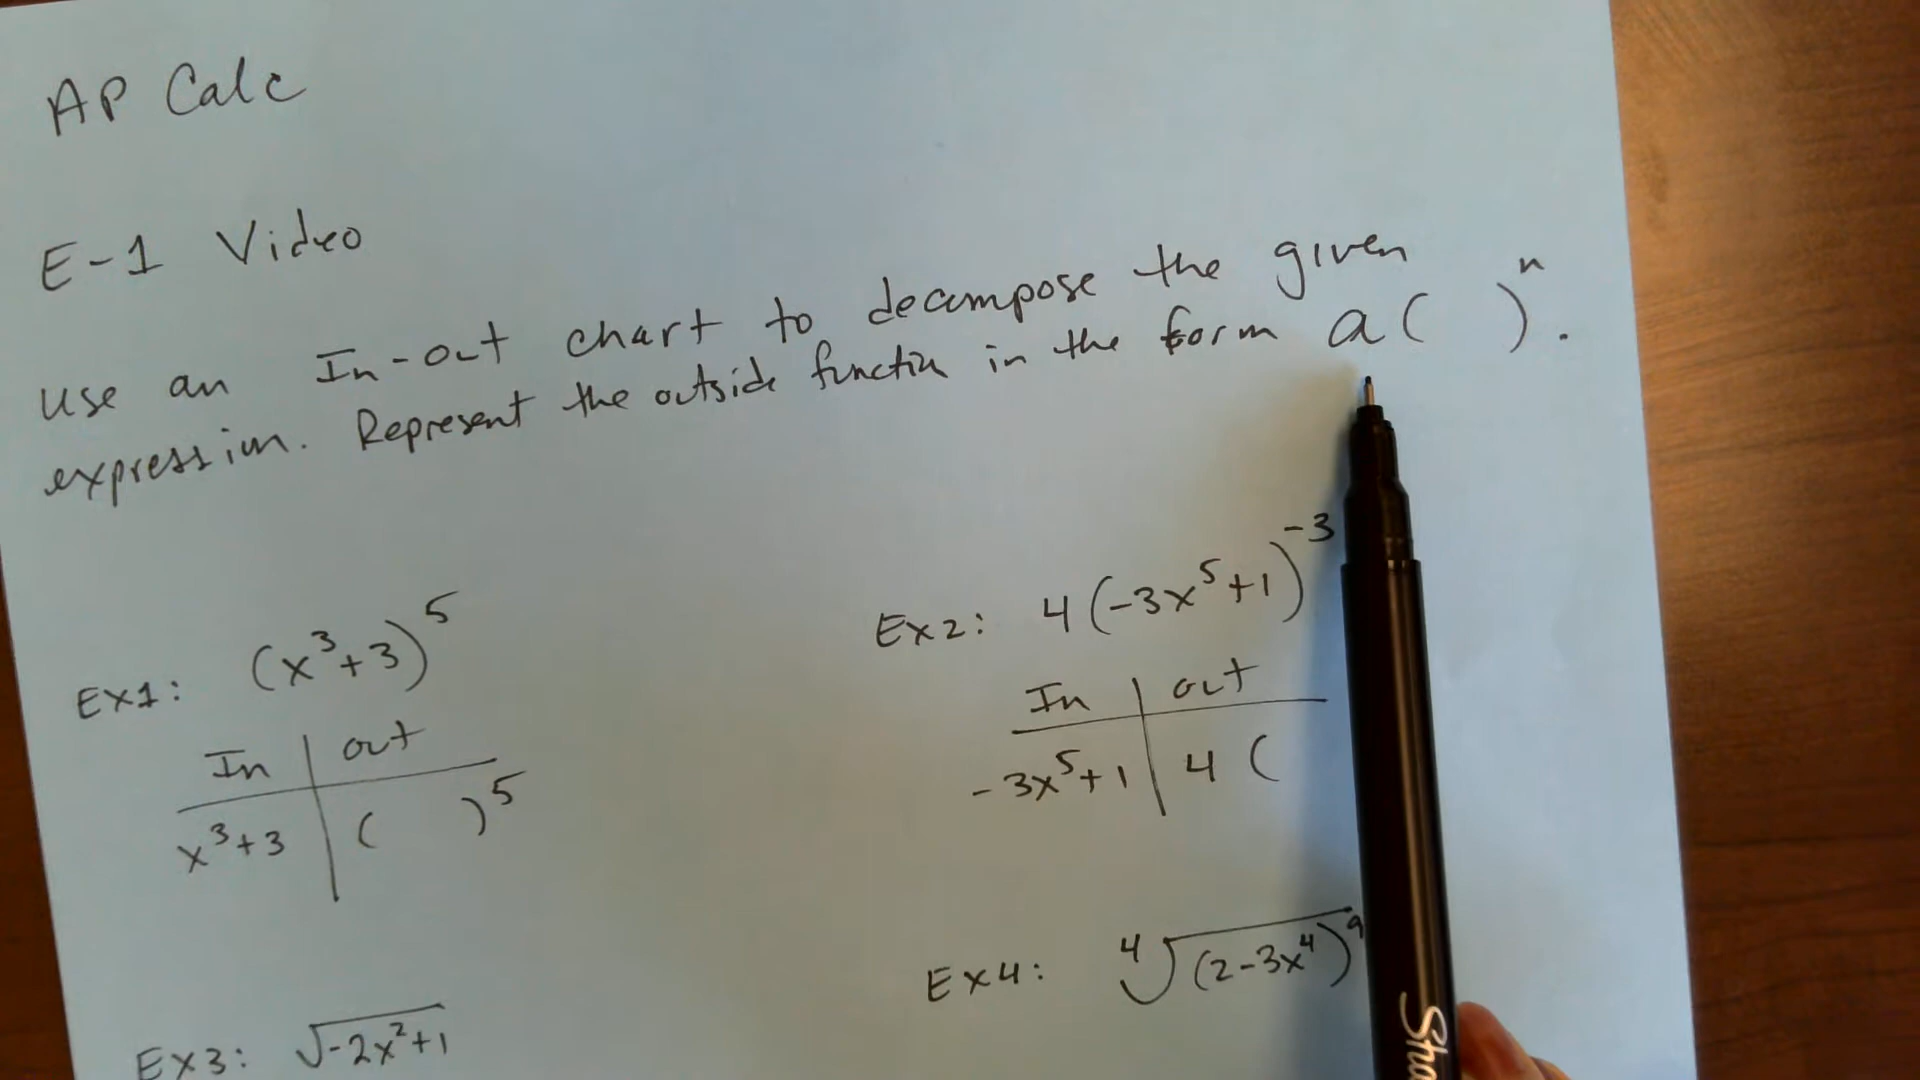 AP Calc
E-1 Video
Use an In-out chart to decompose the given
expression. Represent the outside function in the form a( )ⁿ.
Ex1: (x³+3)⁵
In | out
x³+3 | ( )⁵
Ex2: 4(-3x⁵+1)⁻³
In | out
-3x⁵+1 | 4 (
Ex3: √-2x²+1
Ex4: ⁴√(2-3x⁴)⁹
Sha